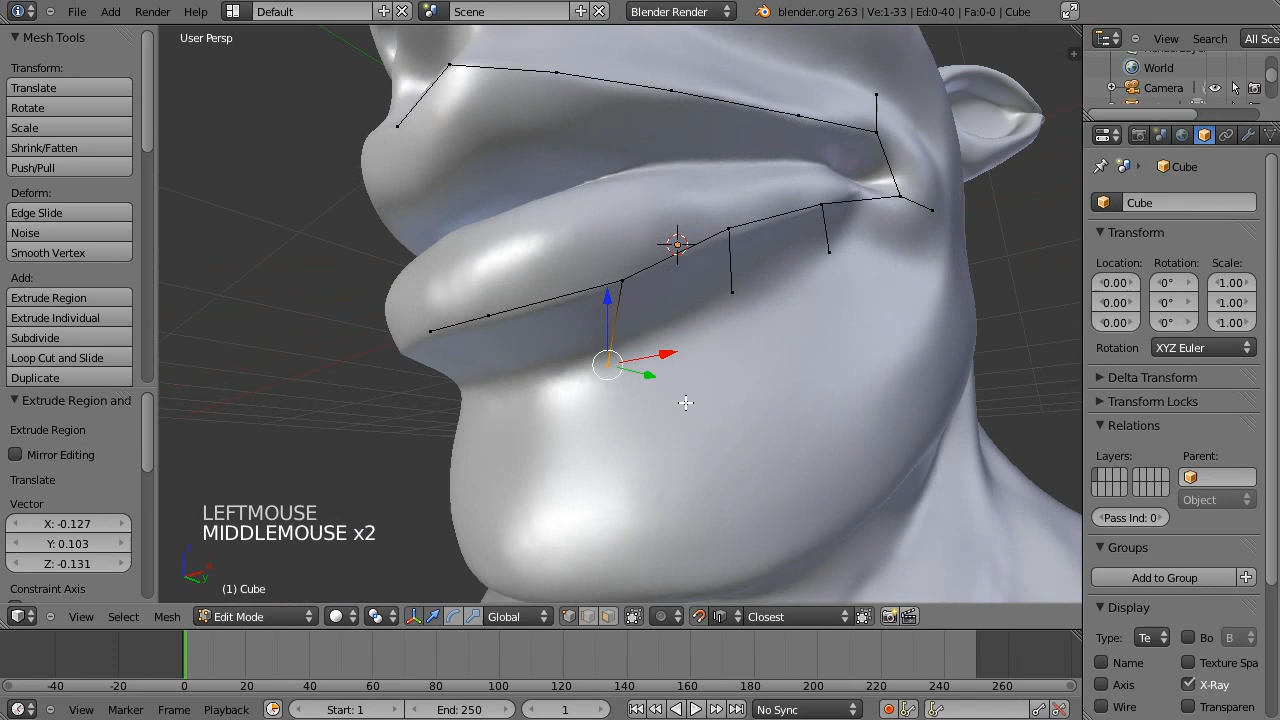 File Add Render Help Default Scene Blender Render blender.org 263 | Ve:1-33 | Ed:0-40 | Fa:0-0 | Cube
View Search All Sce
World
Camera
Mesh Tools
Transform:
Translate
Rotate
Scale
Shrink/Fatten
Push/Pull
Deform:
Edge Slide
Noise
Smooth Vertex
Add:
Extrude Region
Extrude Individual
Subdivide
Loop Cut and Slide
Duplicate
Extrude Region and
Extrude Region
Mirror Editing
Translate
Vector
X: -0.127
Y: 0.103
Z: -0.131
Constraint Axis
User Persp
LEFTMOUSE
MIDDLEMOUSE x2
z
x
y
(1) Cube
Cube
Cube
Transform
Location: Rotation: Scale:
0.00 0° 1.00
0.00 0° 1.00
0.00 0° 1.00
Rotation XYZ Euler
Delta Transform
Transform Locks
Relations
Layers: Parent:
Object
Pass Ind: 0
Groups
Add to Group
Display
Type: Te Bo B
Name Texture Spa
Axis X-Ray
Wire Transparen
View Select Mesh Edit Mode Global Closest
-40 -20 0 20 40 60 80 100 120 140 160 180 200 220 240 260
View Marker Frame Playback Start: 1 End: 250 1 No Sync